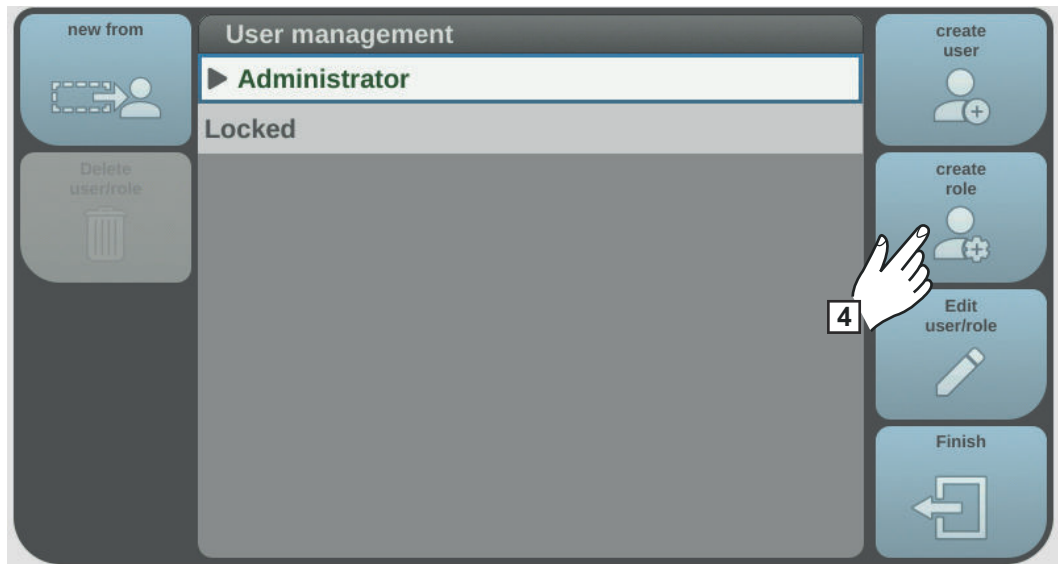 new from
User management
create
user
Administrator
Locked
Delete
user/role
create
role
4
Edit
user/role
Finish